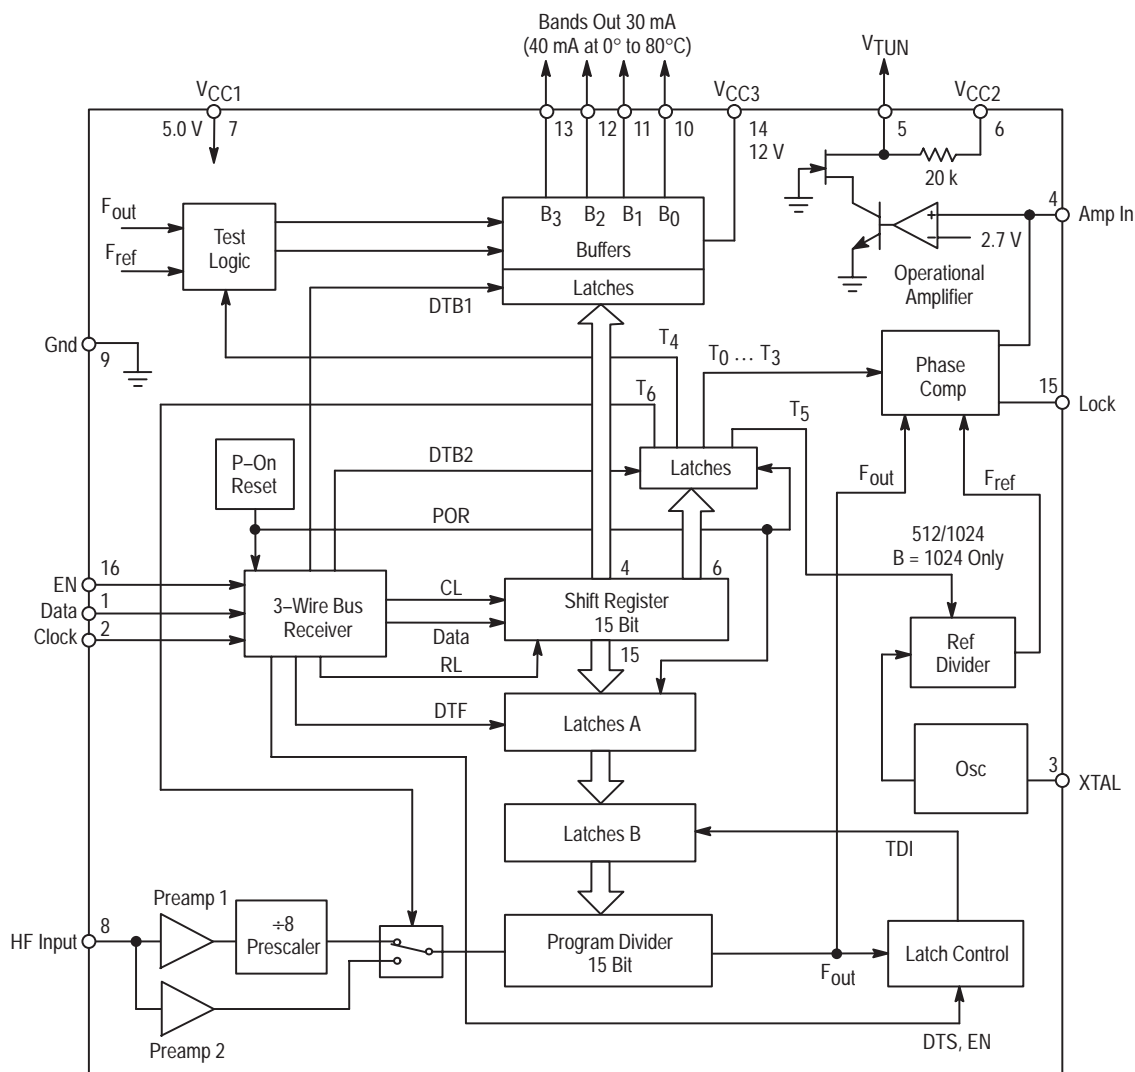 Bands Out 30 mA
(40 mA at 0° to 80°C)
VTUN
VCC1
VCC3
VCC2
5.0 V
7
13
12
11
10
14
12 V
5
6
20 k
4
Amp In
Fout
Fref
Test
Logic
B3
B2
B1
B0
Buffers
Latches
+
–
2.7 V
Operational
Amplifier
DTB1
Gnd
9
T4
T0 … T3
Phase
Comp
15
Lock
T6
T5
P–On
Reset
DTB2
Latches
Fout
Fref
POR
512/1024
B = 1024 Only
EN
16
Data
1
Clock
2
3–Wire Bus
Receiver
CL
Data
RL
4
6
Shift Register
15 Bit
15
Ref
Divider
DTF
Latches A
Osc
3
XTAL
Latches B
TDI
Preamp 1
HF Input
8
÷8
Prescaler
Program Divider
15 Bit
Fout
Latch Control
Preamp 2
DTS, EN